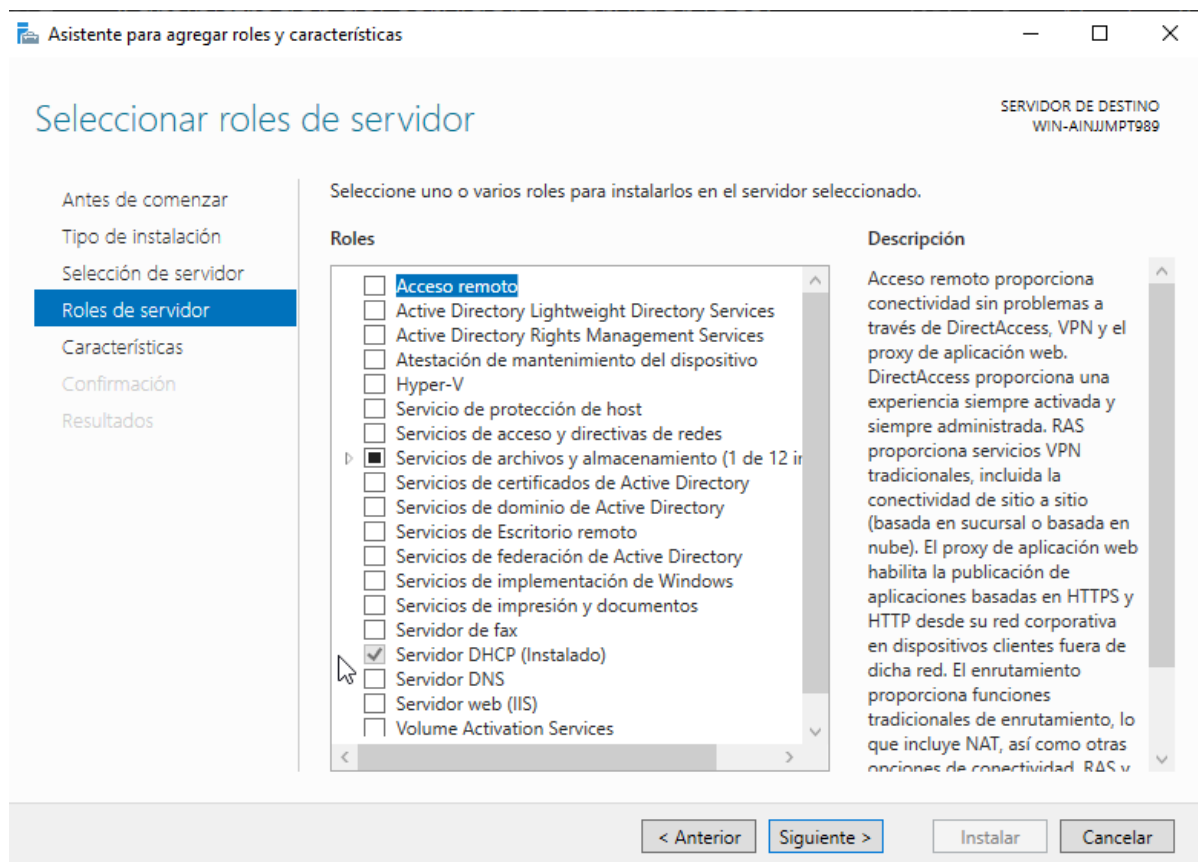 Asistente para agregar roles y características
Seleccionar roles de servidor
SERVIDOR DE DESTINO
WIN-AINJJMPT989
Antes de comenzar
Tipo de instalación
Selección de servidor
Roles de servidor
Características
Confirmación
Resultados
Seleccione uno o varios roles para instalarlos en el servidor seleccionado.
Roles
Acceso remoto
Active Directory Lightweight Directory Services
Active Directory Rights Management Services
Atestación de mantenimiento del dispositivo
Hyper-V
Servicio de protección de host
Servicios de acceso y directivas de redes
Servicios de archivos y almacenamiento (1 de 12 in
Servicios de certificados de Active Directory
Servicios de dominio de Active Directory
Servicios de Escritorio remoto
Servicios de federación de Active Directory
Servicios de implementación de Windows
Servicios de impresión y documentos
Servidor de fax
Servidor DHCP (Instalado)
Servidor DNS
Servidor web (IIS)
Volume Activation Services
Descripción
Acceso remoto proporciona
conectividad sin problemas a
través de DirectAccess, VPN y el
proxy de aplicación web.
DirectAccess proporciona una
experiencia siempre activada y
siempre administrada. RAS
proporciona servicios VPN
tradicionales, incluida la
conectividad de sitio a sitio
(basada en sucursal o basada en
nube). El proxy de aplicación web
habilita la publicación de
aplicaciones basadas en HTTPS y
HTTP desde su red corporativa
en dispositivos clientes fuera de
dicha red. El enrutamiento
proporciona funciones
tradicionales de enrutamiento, lo
que incluye NAT, así como otras
opciones de conectividad. RAS y
< Anterior
Siguiente >
Instalar
Cancelar